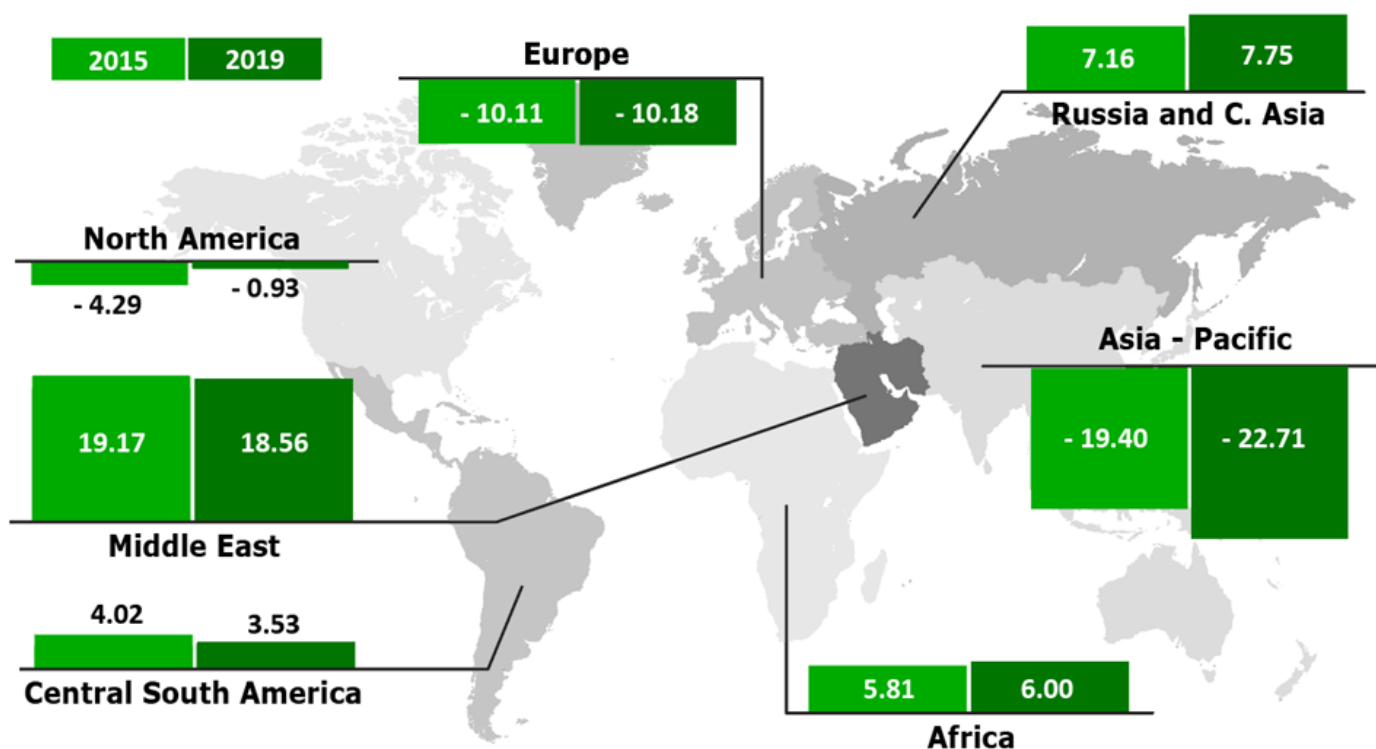 2015 2019
Europe
- 10.11 - 10.18
7.16 7.75
Russia and C. Asia
North America
- 4.29 - 0.93
Asia - Pacific
- 19.40 - 22.71
19.17 18.56
Middle East
4.02 3.53
Central South America
5.81 6.00
Africa